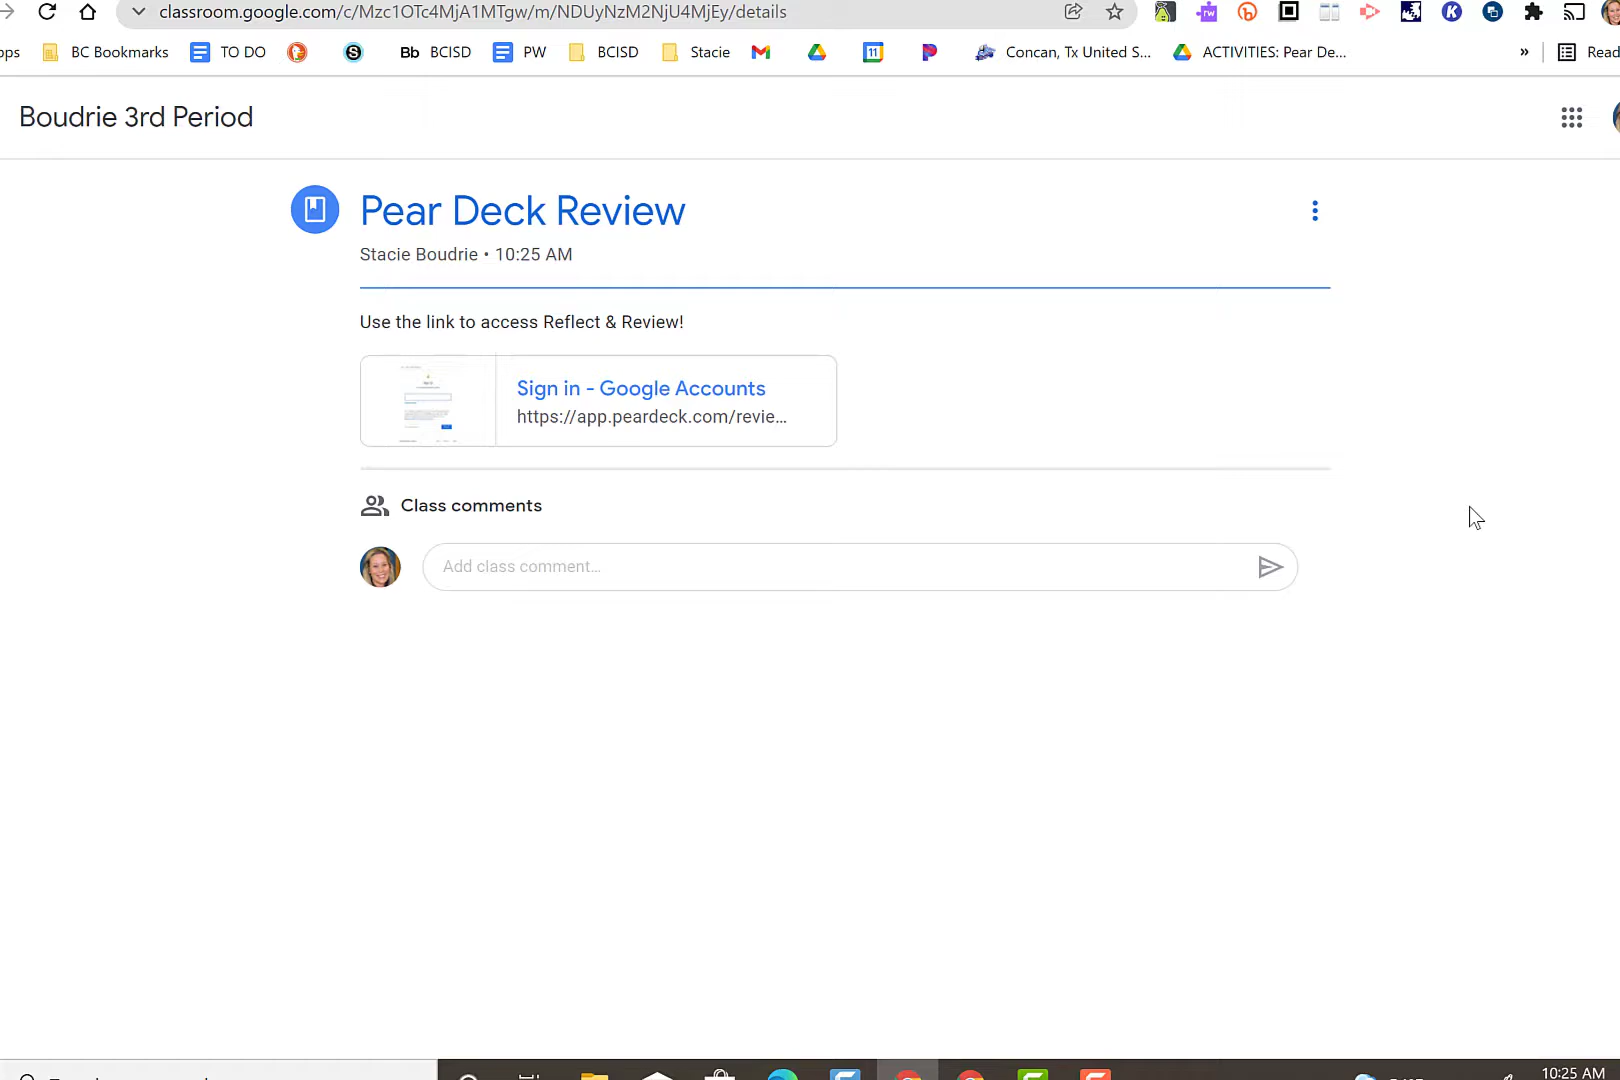 classroom.google.com/c/Mzc1OTc4MjA1MTgw/m/NDUyNzM2NjU4MjEy/details
BC Bookmarks TO DO Bb BCISD PW BCISD Stacie 11 Concan, Tx United S... ACTIVITIES: Pear De... » Read
Boudrie 3rd Period
Pear Deck Review
Stacie Boudrie • 10:25 AM
Use the link to access Reflect & Review!
Sign in - Google Accounts
https://app.peardeck.com/revie...
Class comments
Add class comment...
10:25 AM